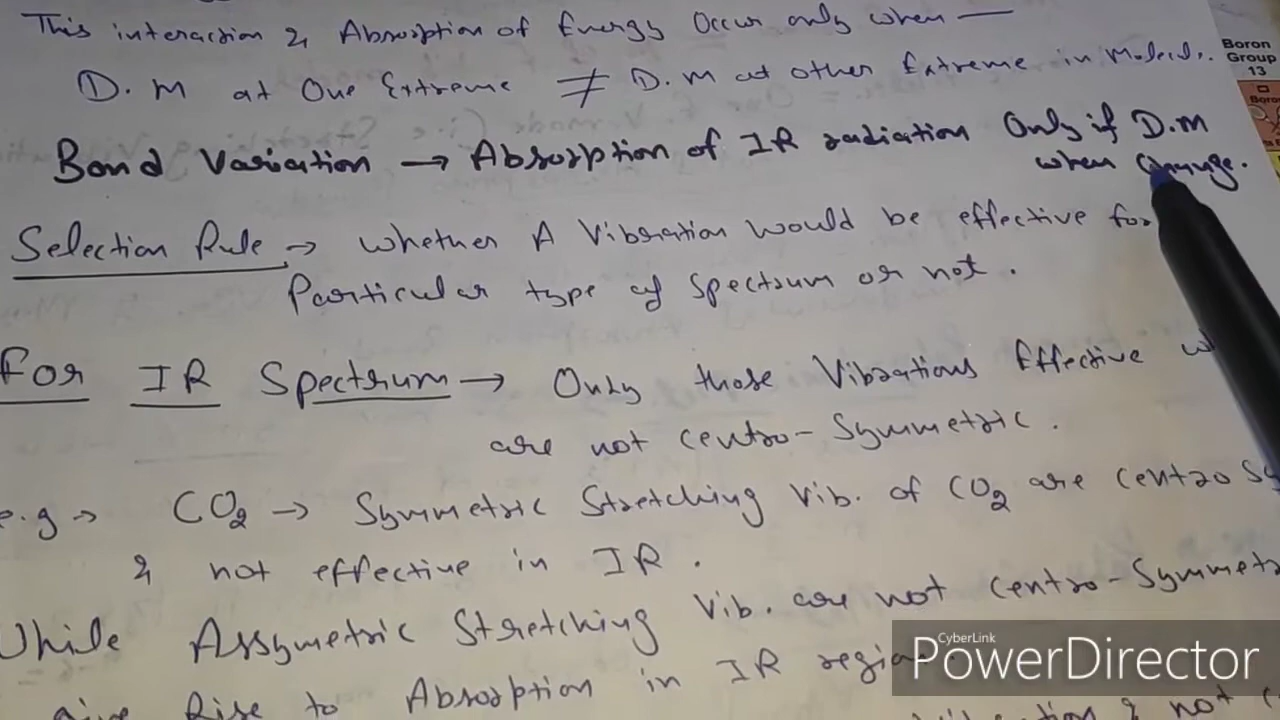 This interaction & Absorption of Energy Occur only when —
D.M at One Extreme ≠ D.M at other Extreme in
Bond Variation → Absorption of IR radiation Only if D.M
when change.
Selection Rule → Whether A Vibration would be effective for
Particular type of Spectrum or not.
For IR Spectrum → Only those Vibrations Effective
are not centro-Symmetric.
e.g → CO2 → Symmetric Stretching Vib. of CO2 are centro
& not effective in IR.
While Assymetric Stretching Vib. are not centro-Symmet
give Rise to Absorption in IR
& not
Boron
Group
13
CyberLink
PowerDirector